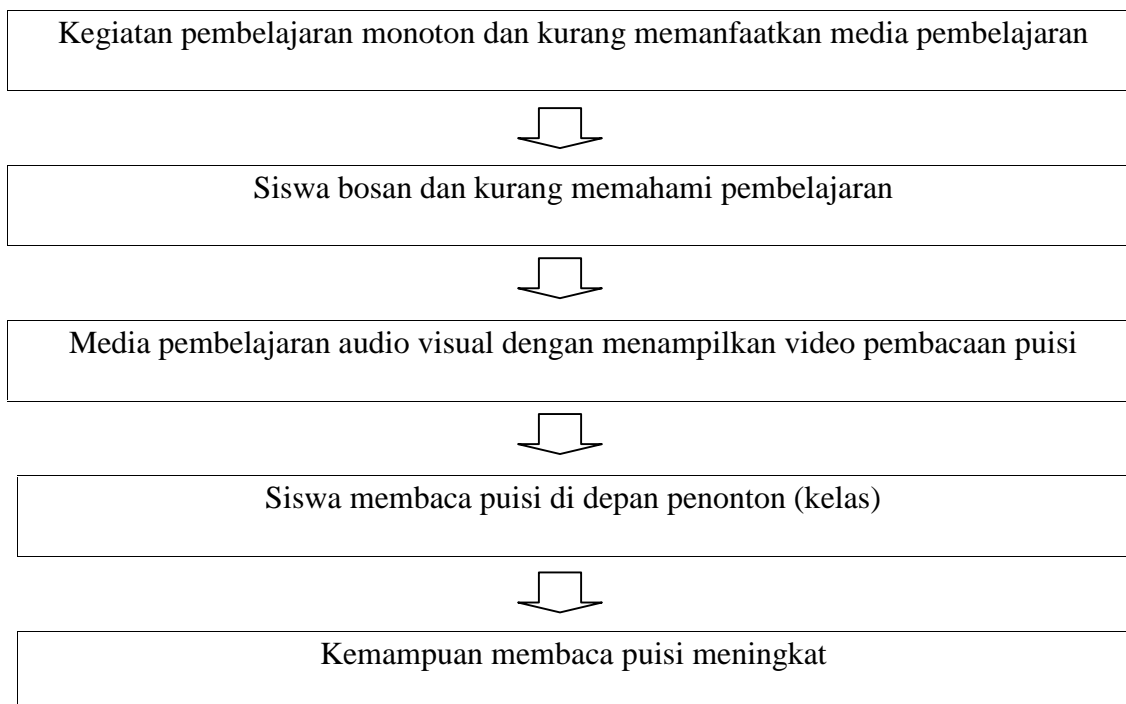 Kegiatan pembelajaran monoton dan kurang memanfaatkan media pembelajaran
Siswa bosan dan kurang memahami pembelajaran
Media pembelajaran audio visual dengan menampilkan video pembacaan puisi
Siswa membaca puisi di depan penonton (kelas)
Kemampuan membaca puisi meningkat